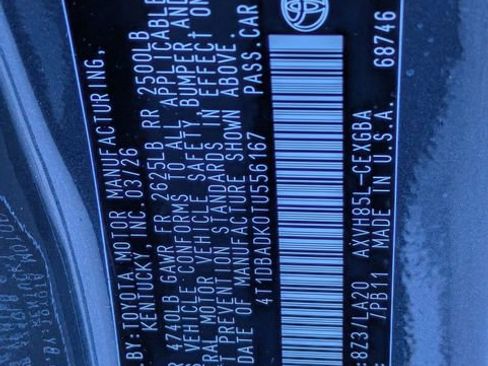 BY:TOYOTA MOTOR MANUFACTURING,
KENTUCKY, INC. 03/26
4740LB GAWR FR 2625LB RR 2500LB
VEHICLE CONFORMS TO ALL APPLICABLE
RAL MOTOR VEHICLE SAFETY BUMPER AND
T PREVENTION STANDARDS IN EFFECT ON
DATE OF MANUFACTURE SHOWN ABOVE.
4T1DBADK0TU556167 PASS.CAR
8Z3/LA20 AXVH85L-CEXGBA
/PB11 MADE IN U.S.A. 68746